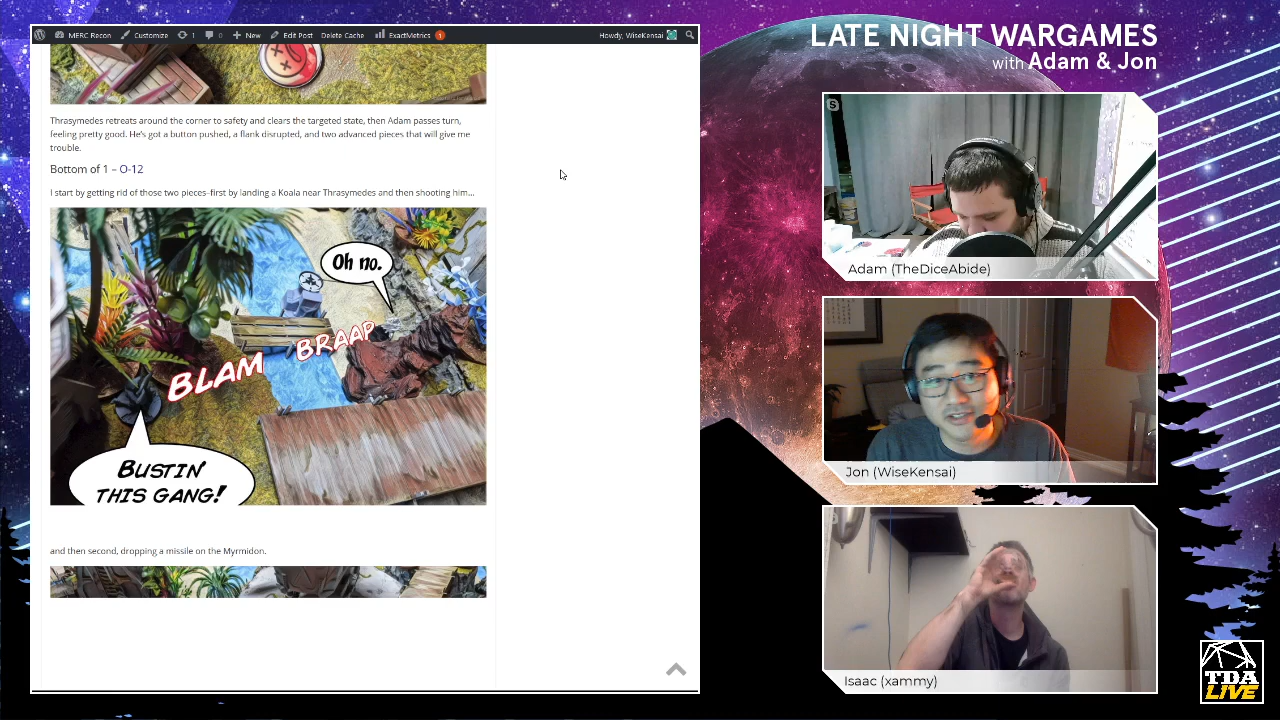 MERC Recon
Customize
1
0
New
Edit Post
Delete Cache
ExactMetrics
1
Howdy, WiseKensai
Thrasymedes retreats around the corner to safety and clears the targeted state, then Adam passes turn,
feeling pretty good. He's got a button pushed, a flank disrupted, and two advanced pieces that will give me
trouble.
Bottom of 1 – O-12
I start by getting rid of those two pieces–first by landing a Koala near Thrasymedes and then shooting him...
Oh no.
BLAM
BRAAP
BUSTIN'
THIS GANG!
and then second, dropping a missile on the Myrmidon.
LATE NIGHT WARGAMES
with Adam & Jon
Adam (TheDiceAbide)
Jon (WiseKensai)
Isaac (xammy)
TDA
LIVE